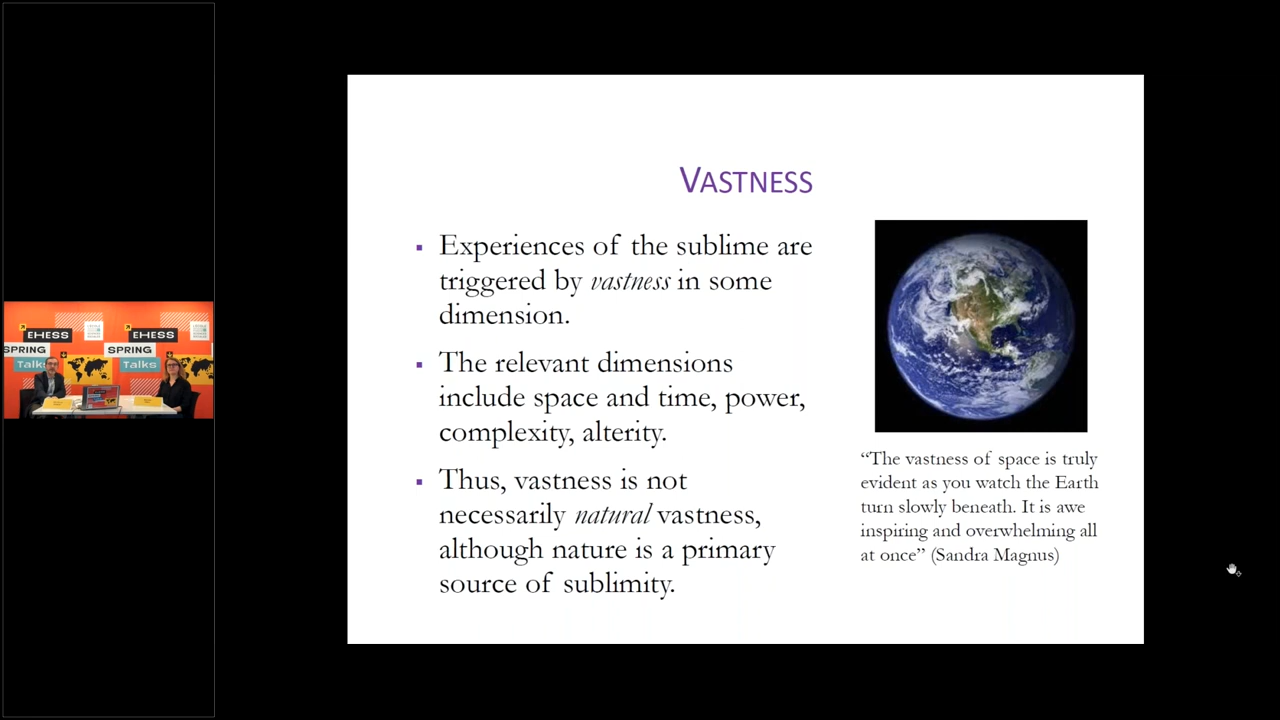 VASTNESS
Experiences of the sublime are
triggered by vastness in some
dimension.
The relevant dimensions
include space and time, power,
complexity, alterity.
Thus, vastness is not
necessarily natural vastness,
although nature is a primary
source of sublimity.
“The vastness of space is truly
evident as you watch the Earth
turn slowly beneath. It is awe
inspiring and overwhelming all
at once” (Sandra Magnus)
EHESS
EHESS
SPRING
SPRING
Talks
Talks